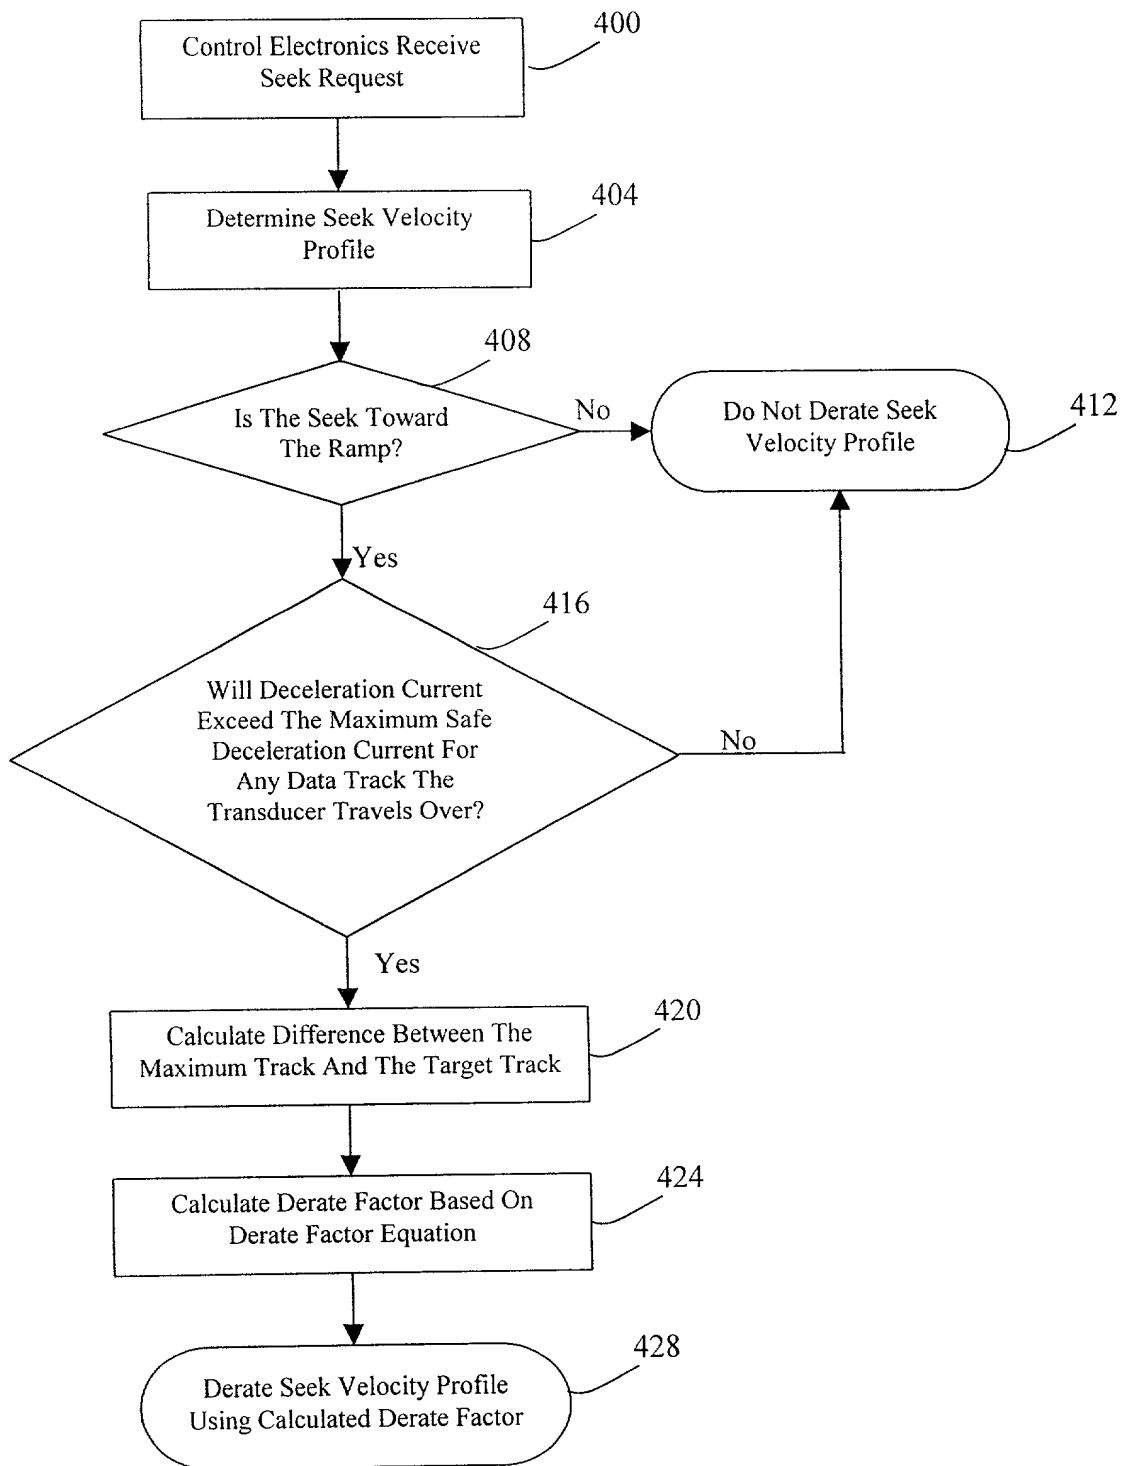 Control Electronics Receive
Seek Request
400
Determine Seek Velocity
Profile
404
408
Is The Seek Toward
The Ramp?
No
Do Not Derate Seek
Velocity Profile
412
Yes
416
Will Deceleration Current
Exceed The Maximum Safe
Deceleration Current For
Any Data Track The
Transducer Travels Over?
No
Yes
Calculate Difference Between The
Maximum Track And The Target Track
420
Calculate Derate Factor Based On
Derate Factor Equation
424
Derate Seek Velocity Profile
Using Calculated Derate Factor
428